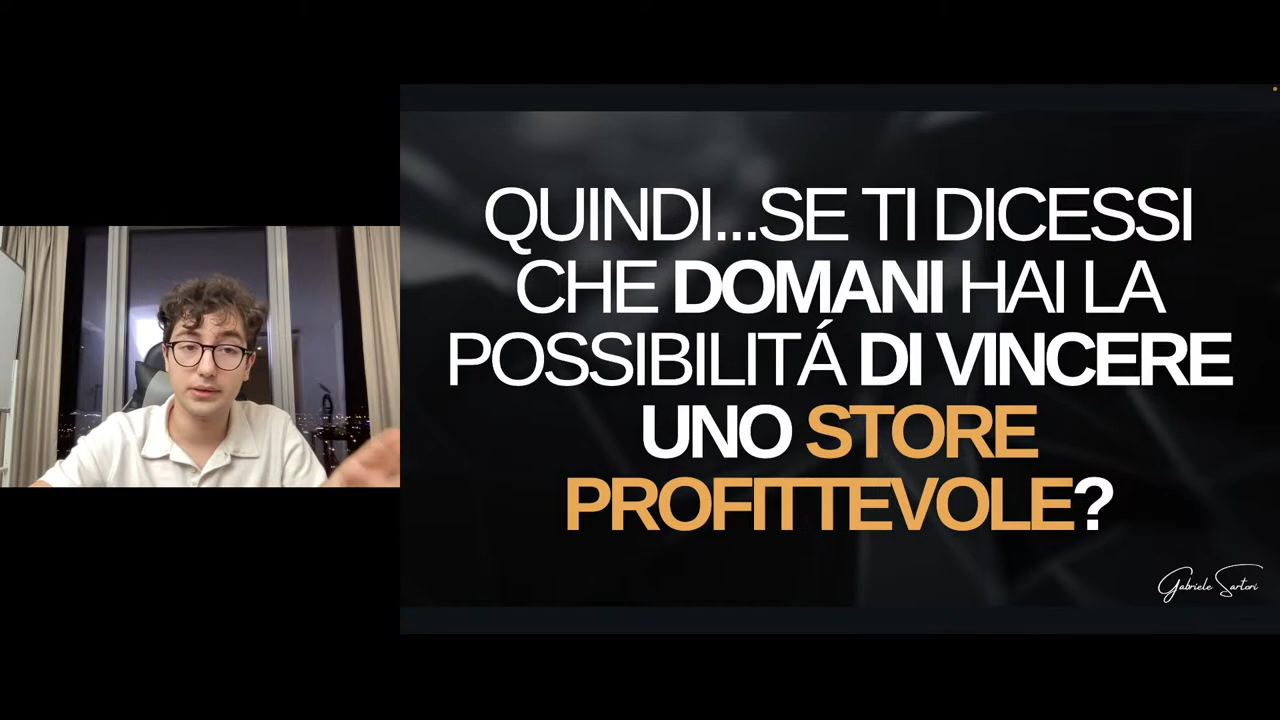 QUINDI...SE TI DICESSI
CHE DOMANI HAI LA
POSSIBILITÁ DI VINCERE
UNO STORE
PROFITTEVOLE?
Gabriele Sartori